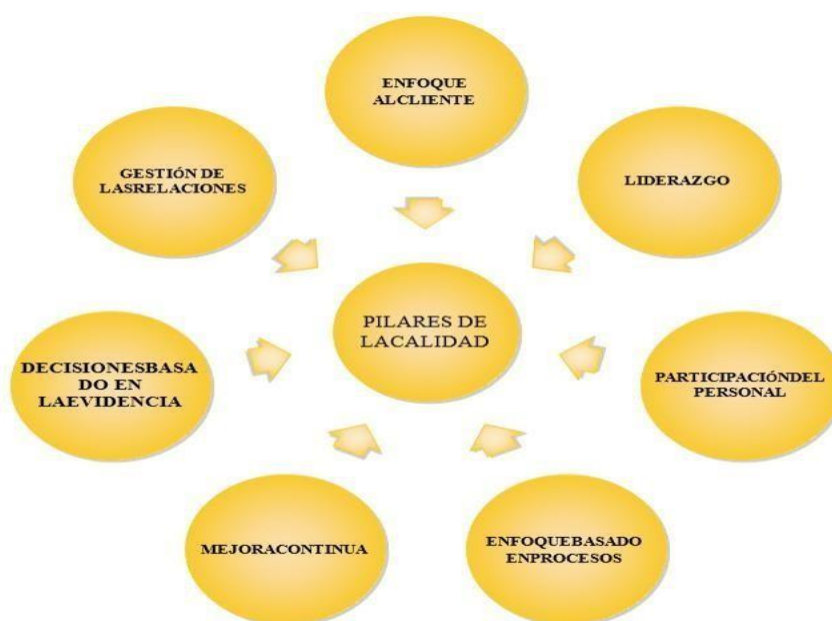 ENFOQUE
ALCLIENTE
GESTIÓN DE
LASRELACIONES
LIDERAZGO
PILARES DE
LACALIDAD
DECISIONESBASA
DO EN
LAEVIDENCIA
PARTICIPACIÓNDEL
PERSONAL
MEJORACONTINUA
ENFOQUEBASADO
ENPROCESOS